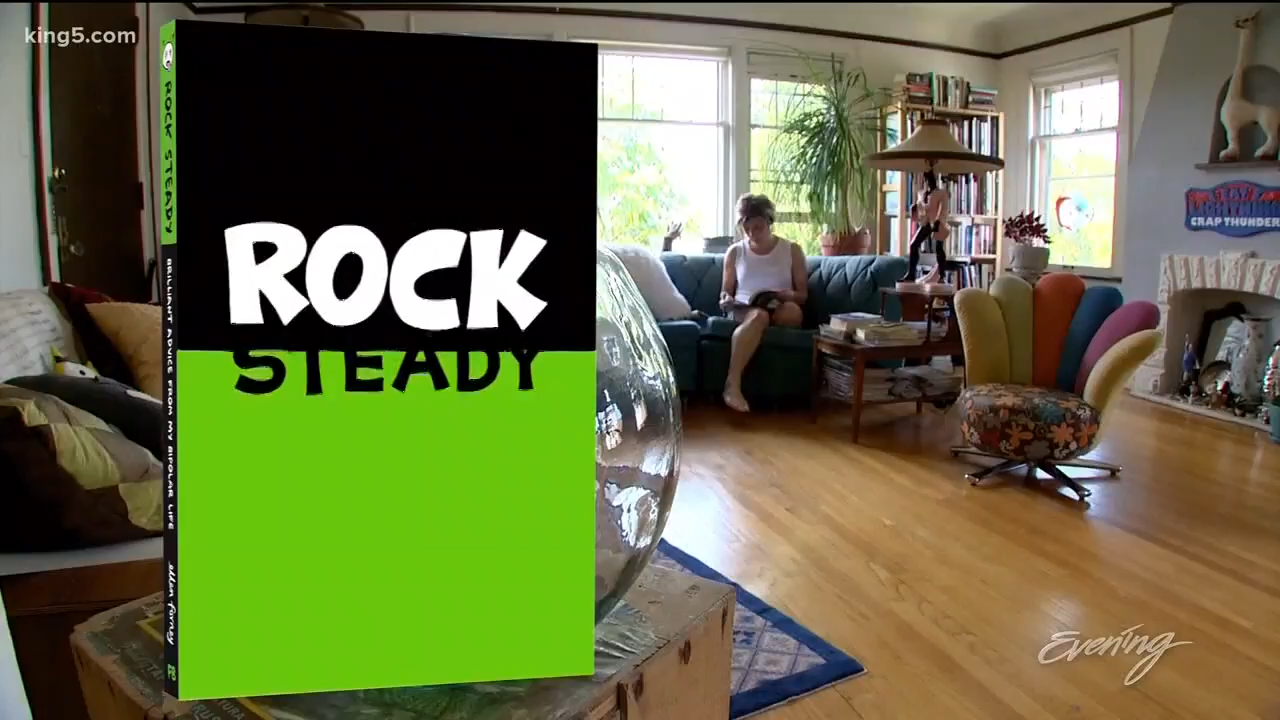 king5.com
ROCK STEADY
BRILLIANT ADVICE FROM MY BIPOLAR LIFE
ellen forney
ROCK
STEADY
CRAP THUNDER
Evening